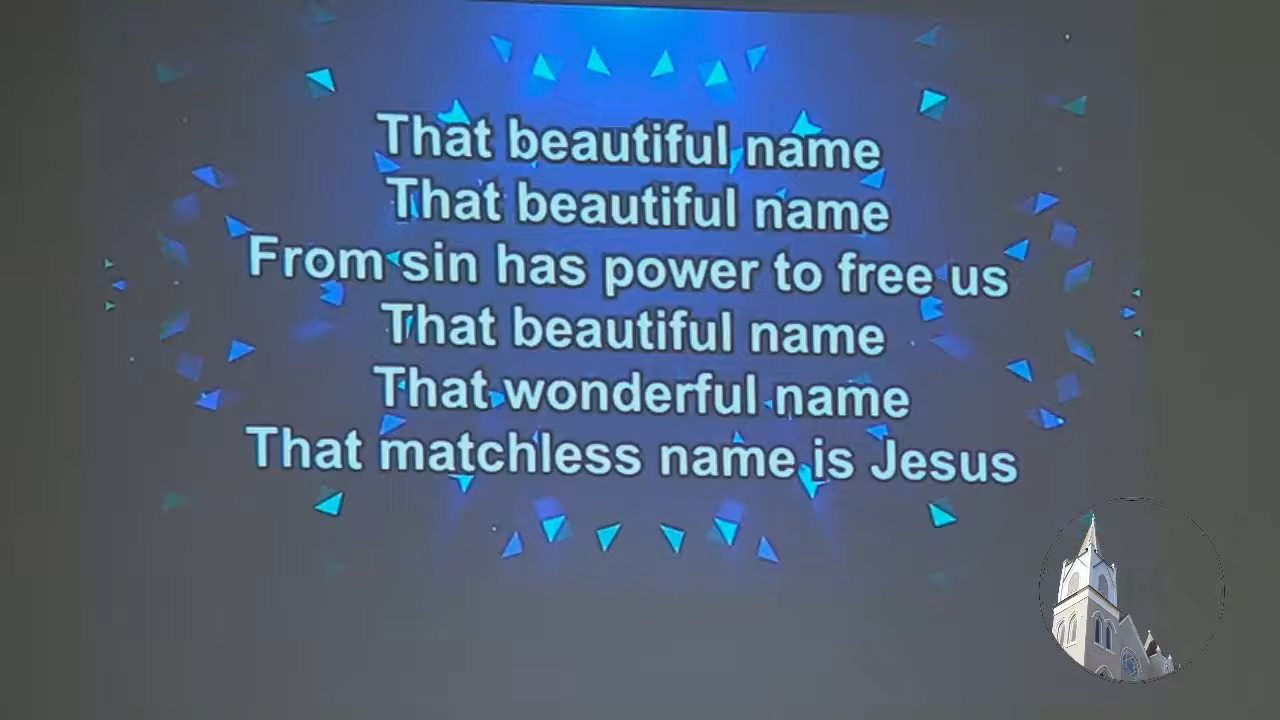 That beautiful name
That beautiful name
From sin has power to free us
That beautiful name
That wonderful name
That matchless name is Jesus